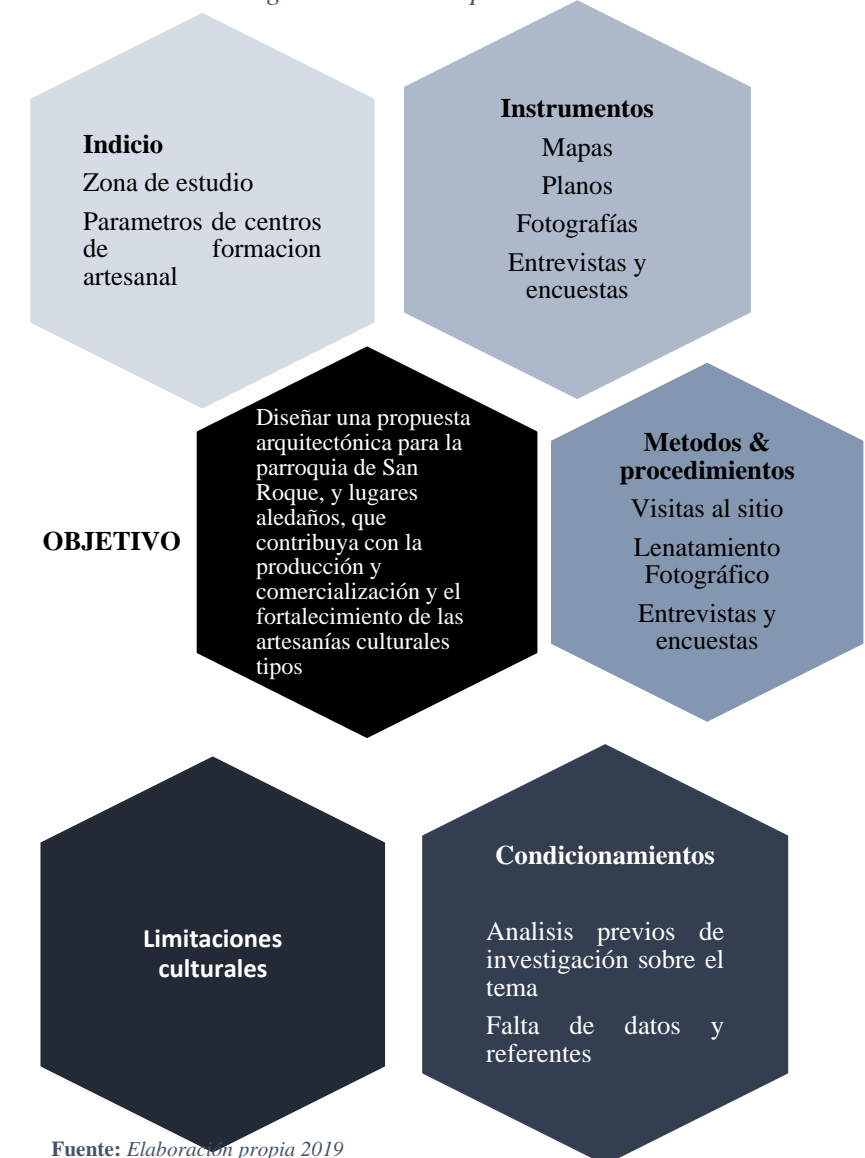 Indicio
Zona de estudio
Parametros de centros
de formacion
artesanal
Instrumentos
Mapas
Planos
Fotografías
Entrevistas y
encuestas
OBJETIVO
Diseñar una propuesta
arquitectónica para la
parroquia de San
Roque, y lugares
aledaños, que
contribuya con la
producción y
comercialización y el
fortalecimiento de las
artesanías culturales
tipos
Metodos &
procedimientos
Visitas al sitio
Lenatamiento
Fotográfico
Entrevistas y
encuestas
Limitaciones
culturales
Condicionamientos
Analisis previos de
investigación sobre el
tema
Falta de datos y
referentes
Fuente: Elaboración propia 2019